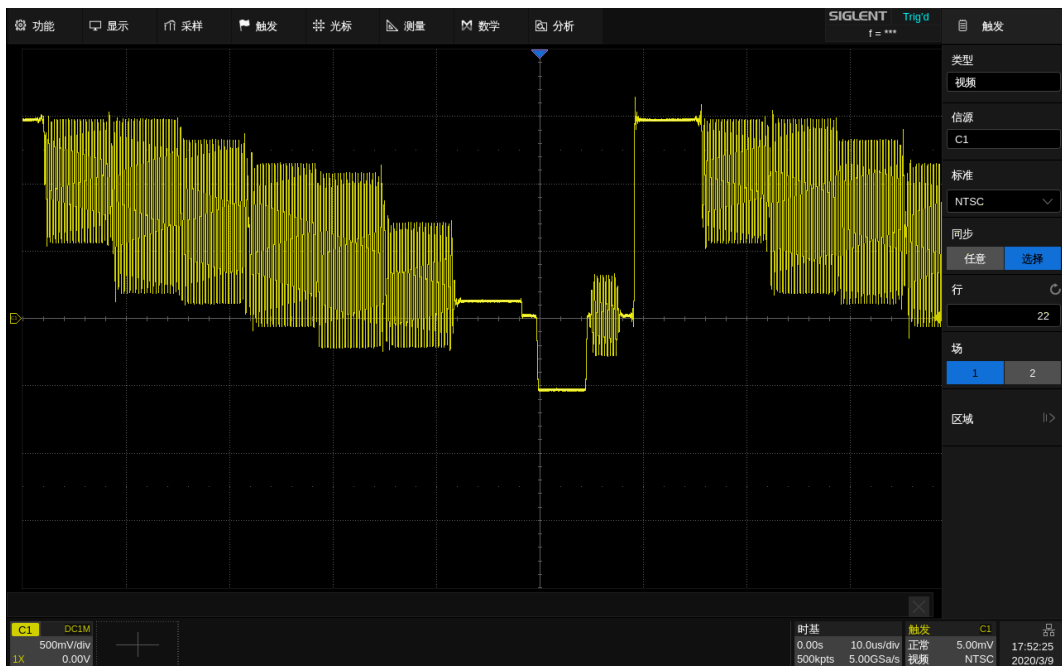 功能 显示 采样 触发 光标 测量 数学 分析
SIGLENT Trig'd
f = ***
触发
类型
视频
信源
C1
标准
NTSC
同步
任意 选择
行
22
场
1 2
区域
C1 DC1M
500mV/div
1X 0.00V
时基
0.00s 10.0us/div
500kpts 5.00GSa/s
触发 C1
正常 5.00mV
视频 NTSC
17:52:25
2020/3/9